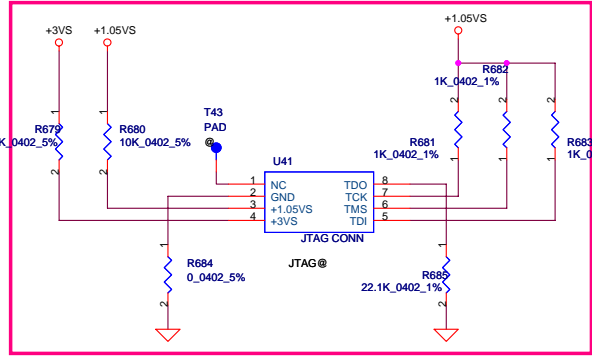 +1.05VS
+3VS
+1.05VS
R682
1K_0402_1%
1
1
2
2
2
T43
PAD
@
R679
K_0402_5%
R680
10K_0402_5%
R681
1K_0402_1%
R683
1K_0
U41
2
2
1
1
1
1
NC
TDO
8
2
GND
TCK
7
3
+1.05VS
TMS
6
4
+3VS
TDI
5
JTAG CONN
1
1
R684
0_0402_5%
JTAG@
R685
22.1K_0402_1%
2
2